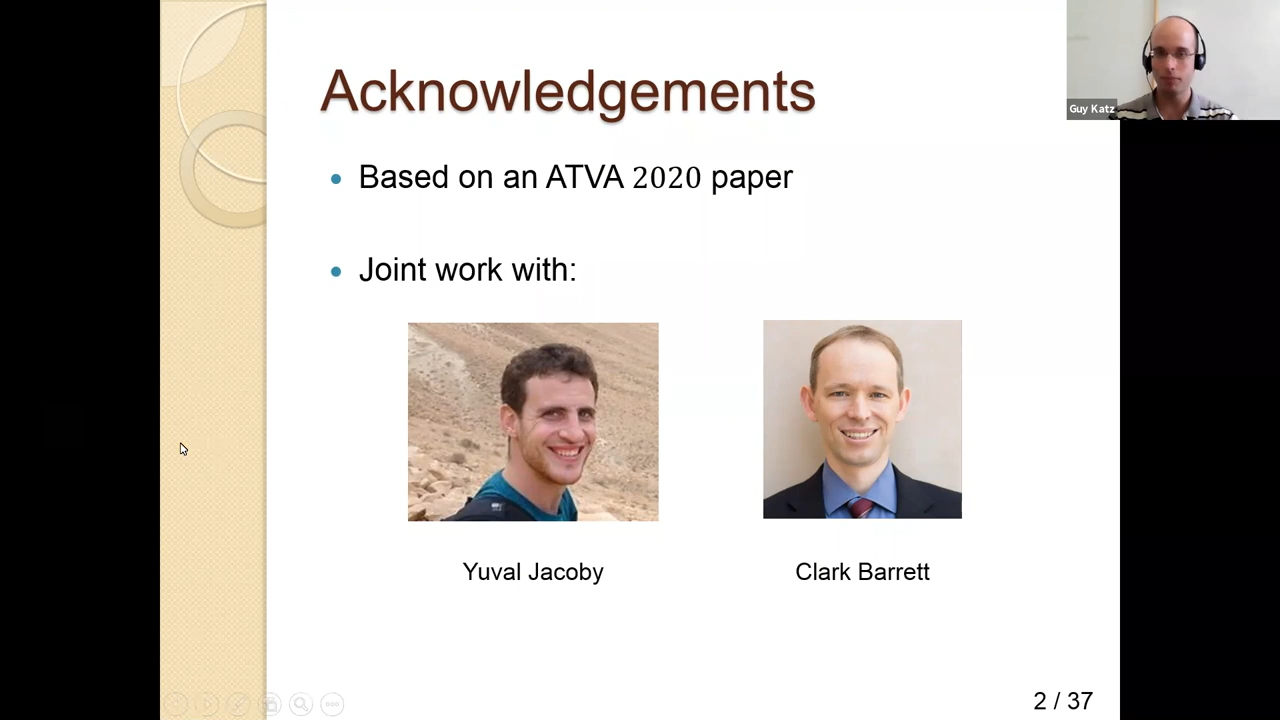 Acknowledgements
Guy Katz
Based on an ATVA 2020 paper
Joint work with:
Yuval Jacoby
Clark Barrett
2 / 37